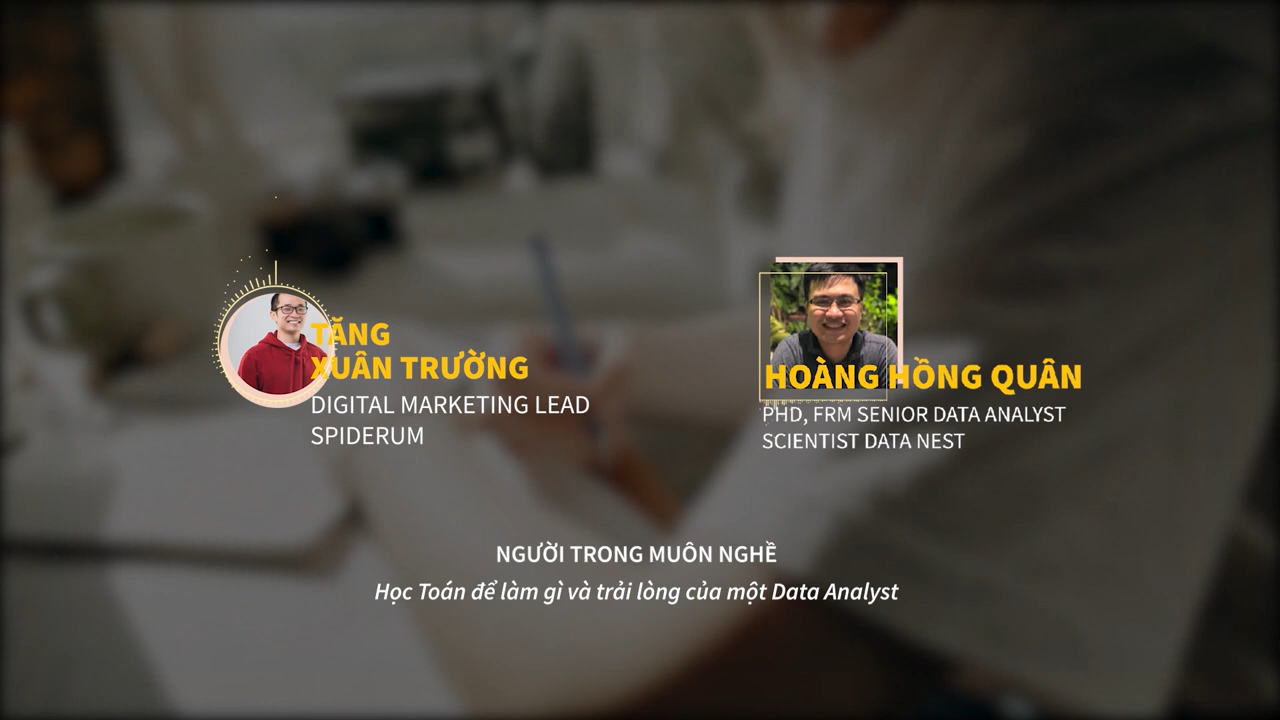 TĂNG
XUÂN TRƯỜNG
DIGITAL MARKETING LEAD
SPIDERUM
HOÀNG HỒNG QUÂN
PHD, FRM SENIOR DATA ANALYST
SCIENTIST DATA NEST
NGƯỜI TRONG MUÔN NGHỀ
Học Toán để làm gì và trải lòng của một Data Analyst